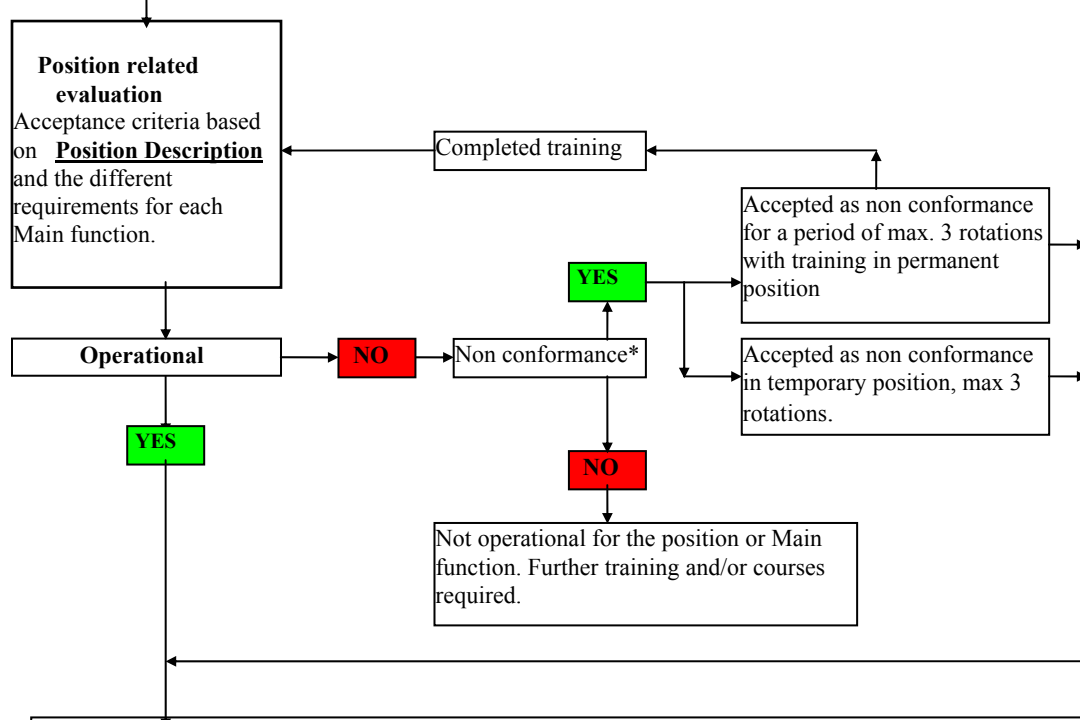 Position related
evaluation
Acceptance criteria based
on Position Description
and the different
requirements for each
Main function.
Completed training
Accepted as non conformance
for a period of max. 3 rotations
with training in permanent
position
YES
Operational
NO
Non conformance*
Accepted as non conformance
in temporary position, max 3
rotations.
YES
NO
Not operational for the position or Main
function. Further training and/or courses
required.